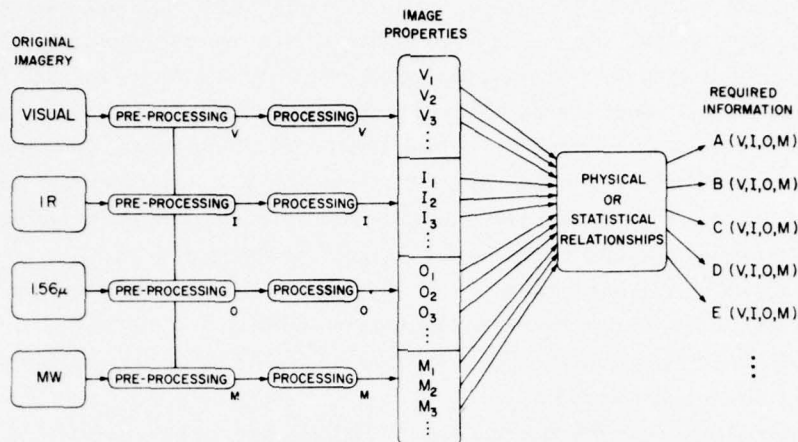 ORIGINAL
IMAGERY
IMAGE
PROPERTIES
REQUIRED
INFORMATION
VISUAL
PRE-PROCESSING
V
PROCESSING
V
V1
V2
V3
⋮
IR
PRE-PROCESSING
I
PROCESSING
I
I1
I2
I3
⋮
1.56μ
PRE-PROCESSING
O
PROCESSING
O
O1
O2
O3
⋮
MW
PRE-PROCESSING
M
PROCESSING
M
M1
M2
M3
⋮
PHYSICAL
OR
STATISTICAL
RELATIONSHIPS
A (V,I,O,M)
B (V,I,O,M)
C (V,I,O,M)
D (V,I,O,M)
E (V,I,O,M)
⋮